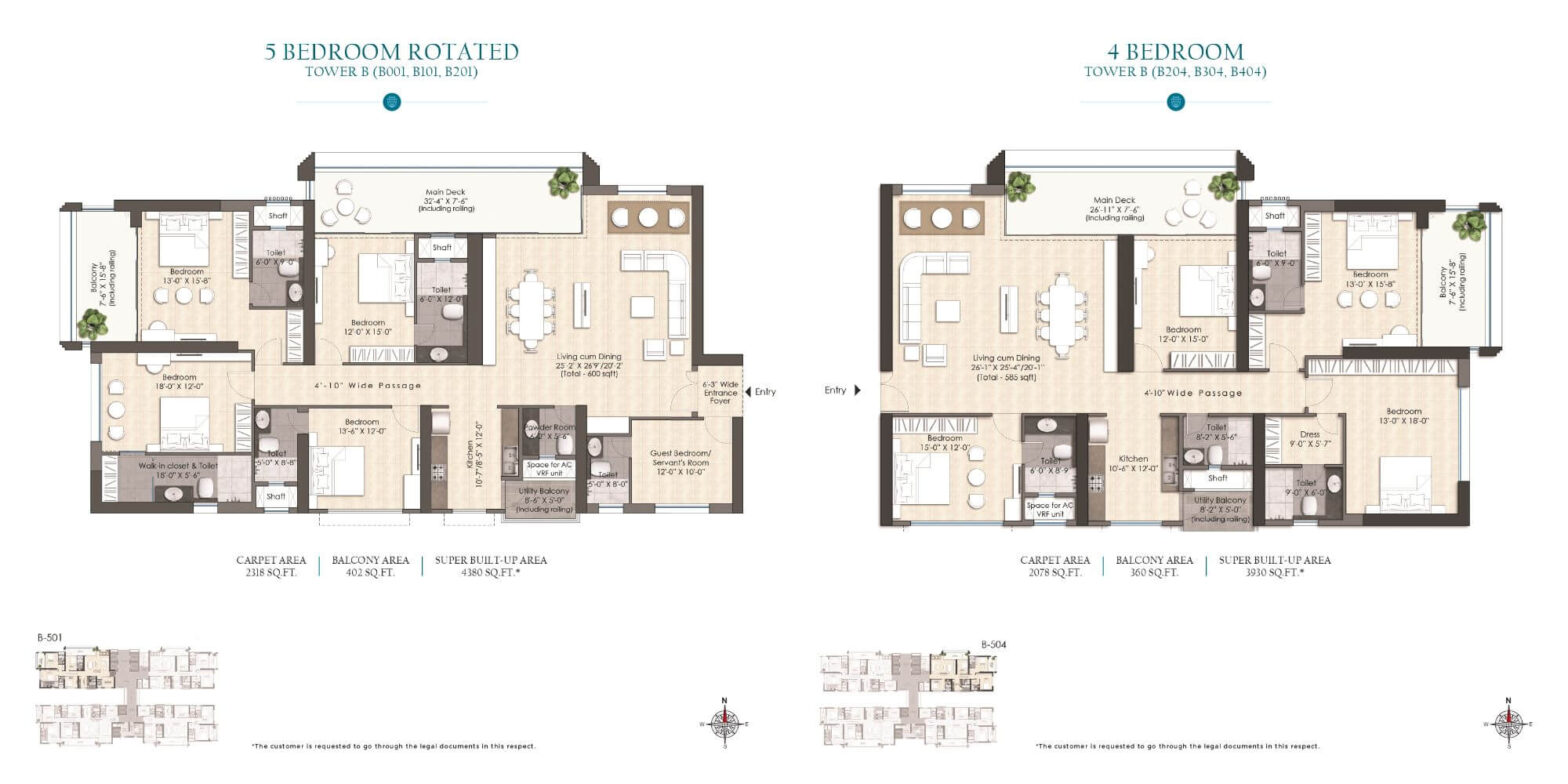 5 BEDROOM ROTATED
TOWER B (B001, B101, B201)
Main Deck
32'-4" X 7'-6"
(Including railing)
Shaft
Toilet
6'-0" X 9'-0"
Bedroom
13'-0" X 15'-8"
Balcony
7'-6" X 15'-8"
(Including railing)
Shaft
Toilet
6'-0" X 12'-0"
Bedroom
12'-0" X 15'-0"
Living cum Dining
25'-2" X 26'9"/20'-2"
(Total - 600 sqft)
Bedroom
18'-0" X 12'-0"
4'-10" Wide Passage
6'-3" Wide
Entrance
Foyer
Entry
Bedroom
13'-6" X 12'-0"
Toilet
5'-0" X 8'-8"
Kitchen
10'-7"/8'-5" X 12'-0"
Powder Room
6'-2" X 5'-6"
Space for AC
VRF unit
Walk-in closet & Toilet
18'-0" X 5'-6"
Shaft
Utility Balcony
8'-6" X 5'-0"
(Including railing)
Toilet
5'-0" X 8'-0"
Guest Bedroom/
Servant's Room
12'-0" X 10'-0"
CARPET AREA
2318 SQ.FT.
BALCONY AREA
402 SQ.FT.
SUPER BUILT-UP AREA
4380 SQ.FT.*
B-501
N
W
E
S
*The customer is requested to go through the legal documents in this respect.
4 BEDROOM
TOWER B (B204, B304, B404)
Main Deck
26'-11" X 7'-6"
(Including railing)
Shaft
Toilet
6'-0" X 9'-0"
Bedroom
13'-0" X 15'-8"
Balcony
7'-6" X 15'-8"
(Including railing)
Bedroom
12'-0" X 15'-0"
Living cum Dining
26'-1" X 25'-4"/20'-1"
(Total - 585 sqft)
Entry
4'-10" Wide Passage
Bedroom
13'-0" X 18'-0"
Bedroom
15'-0" X 12'-0"
Toilet
6'-0" X 8'-9
Space for AC
VRF unit
Kitchen
10'-6" X 12'-0"
Toilet
8'-2" X 5'-6"
Shaft
Utility Balcony
8'-2" X 5'-0"
(Including railing)
Dress
9'-0" X 5'-7"
Toilet
9'-0" X 6'-0"
CARPET AREA
2078 SQ.FT.
BALCONY AREA
360 SQ.FT.
SUPER BUILT-UP AREA
3930 SQ.FT.*
B-504
N
W
E
S
*The customer is requested to go through the legal documents in this respect.